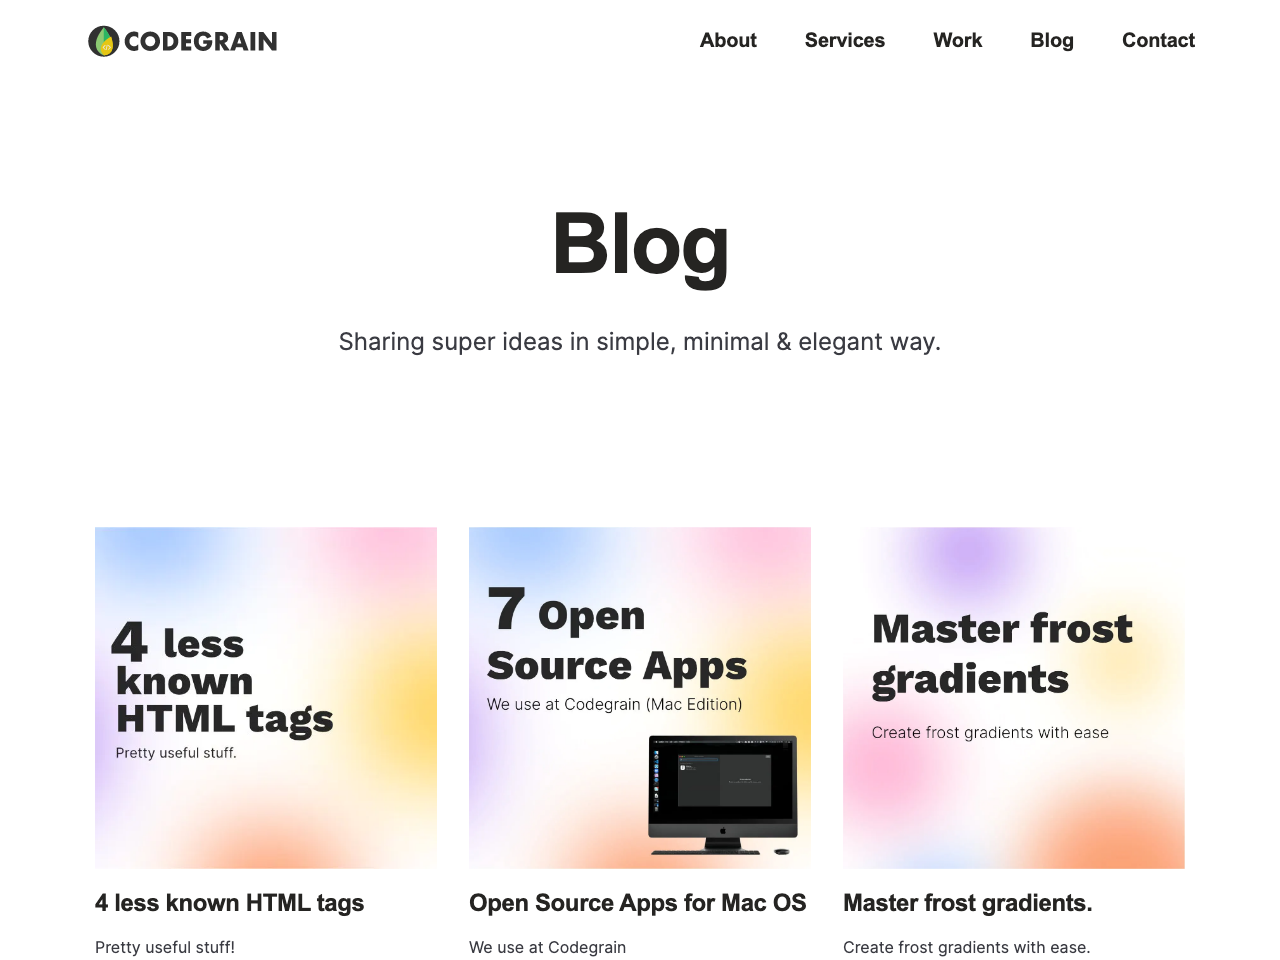 CODEGRAIN
About Services Work Blog Contact
Blog
Sharing super ideas in simple, minimal & elegant way.
4 less
known
HTML tags
Pretty useful stuff.
7 Open
Source Apps
We use at Codegrain (Mac Edition)
Master frost
gradients
Create frost gradients with ease
4 less known HTML tags
Pretty useful stuff!
Open Source Apps for Mac OS
We use at Codegrain
Master frost gradients.
Create frost gradients with ease.